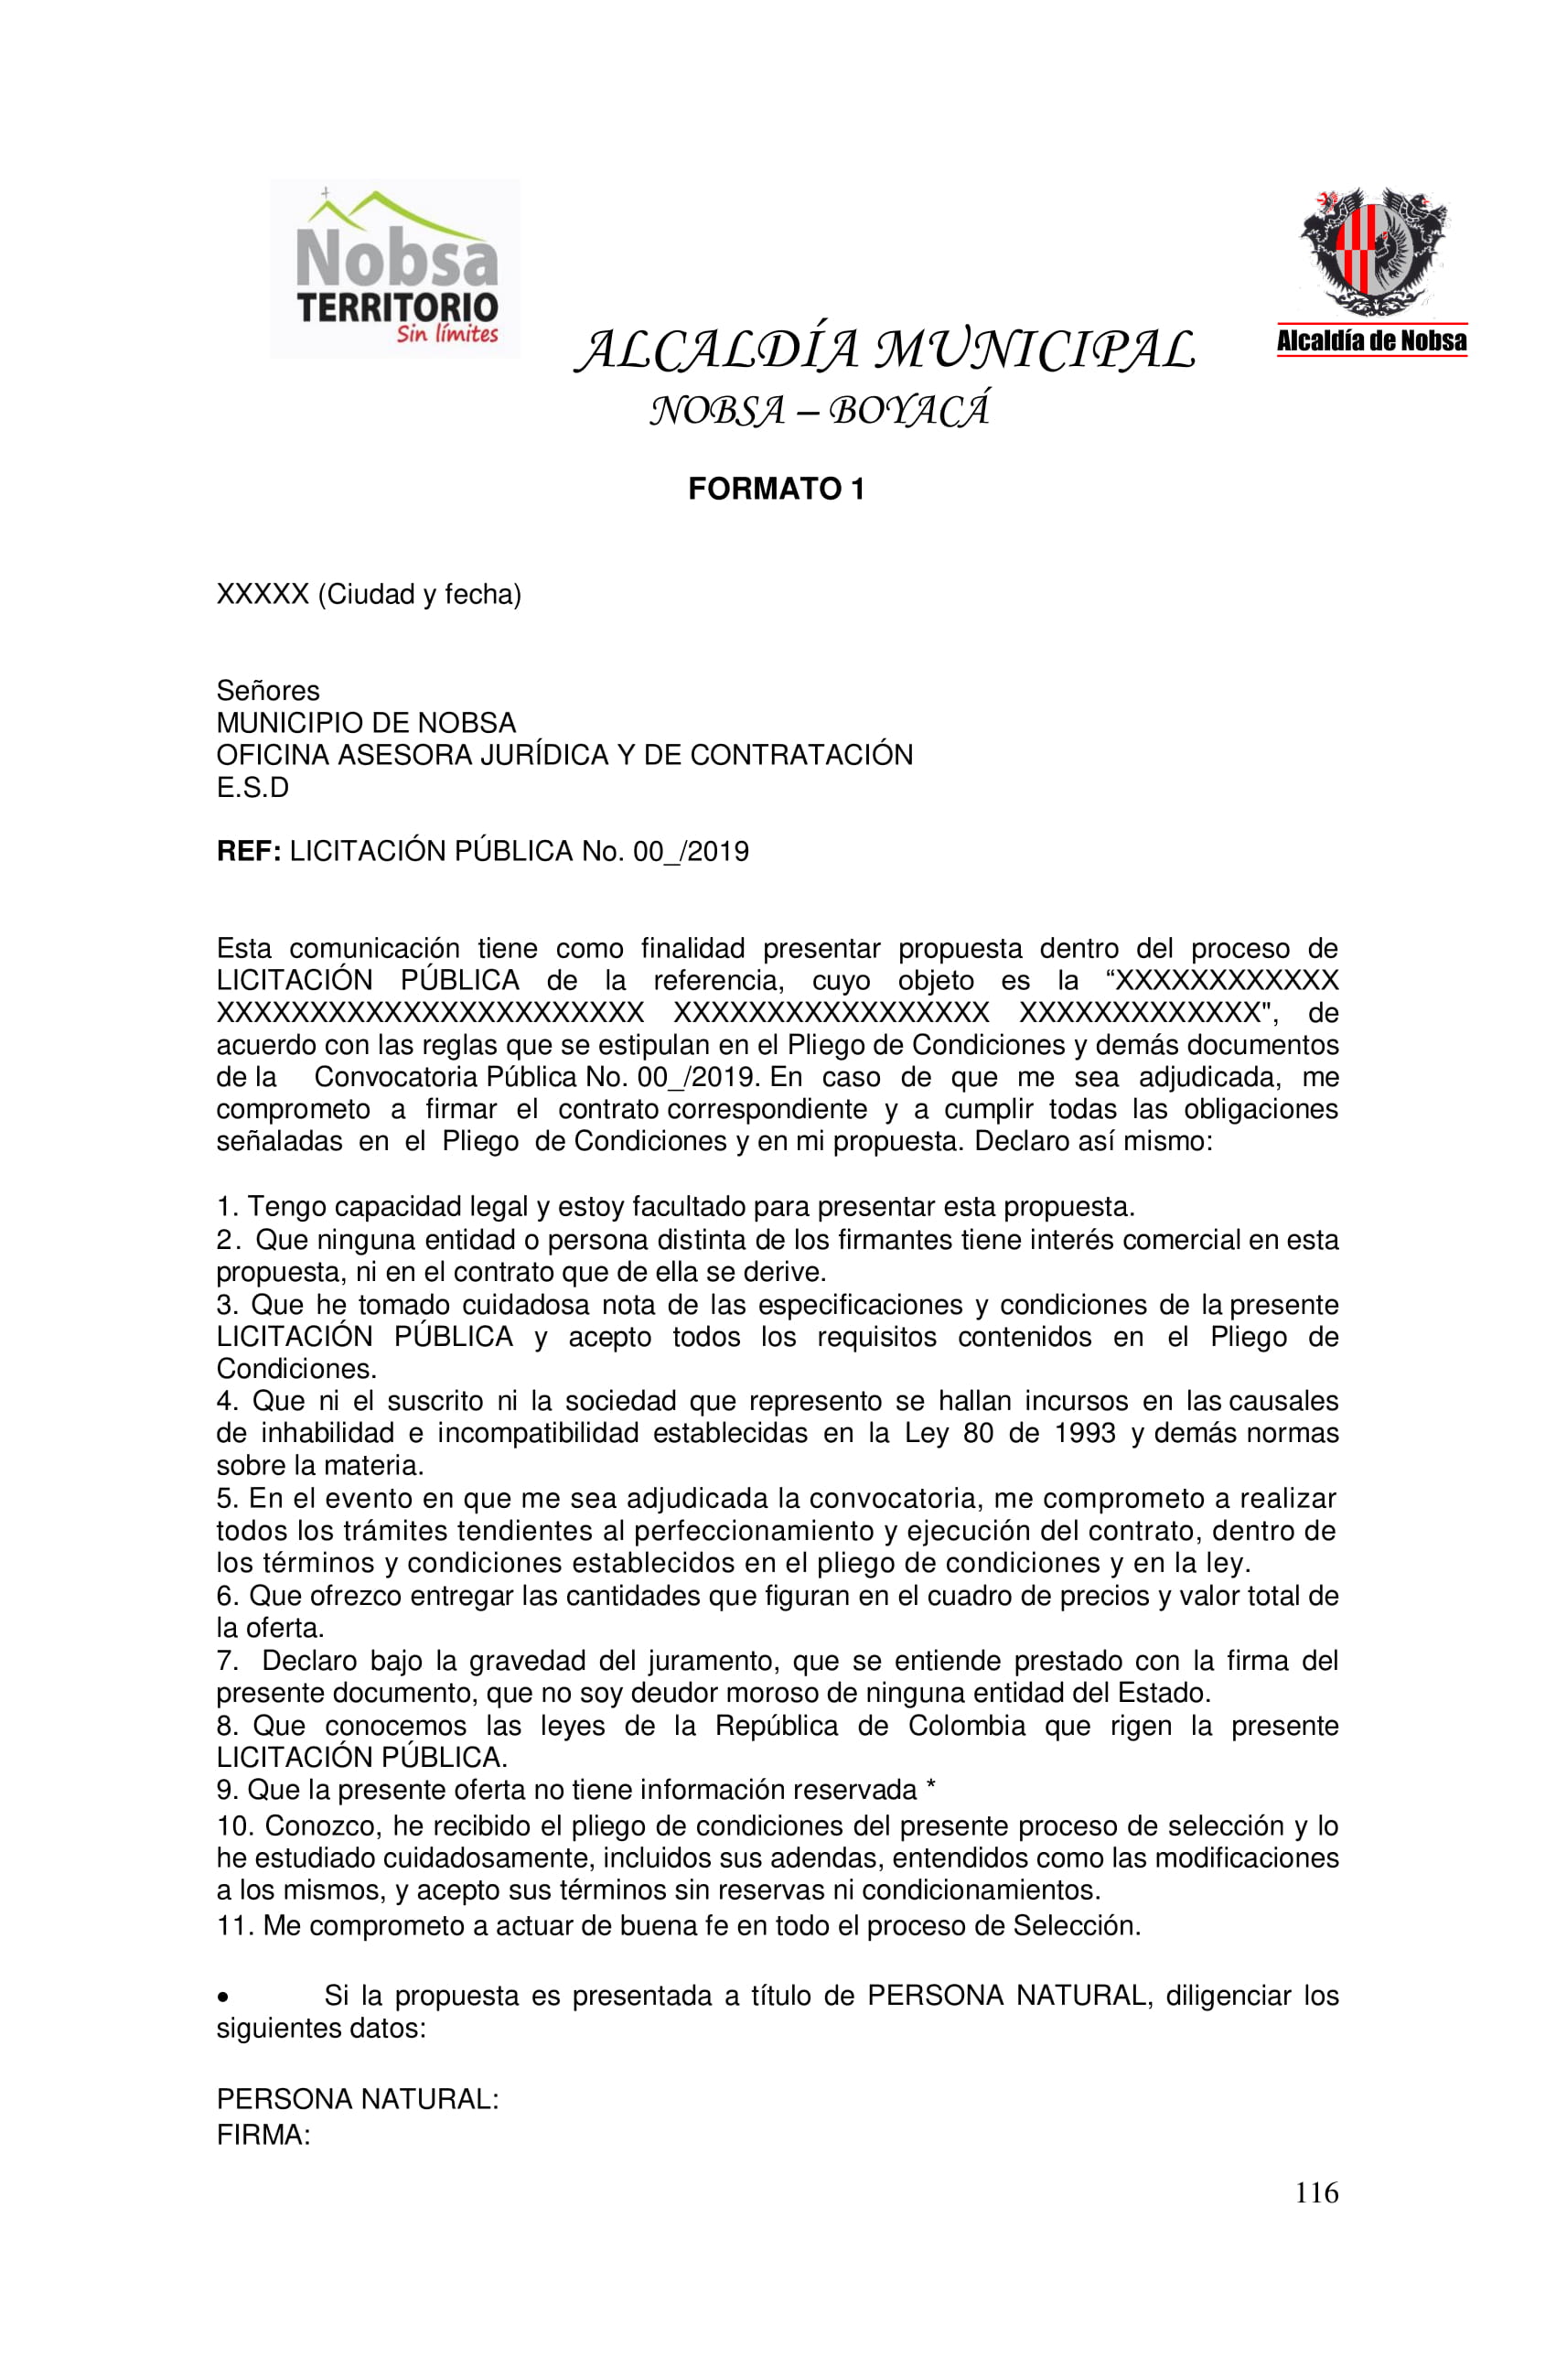 Nobsa
TERRITORIO
Sin límites
Alcaldía de Nobsa
ALCALDÍA MUNICIPAL
NOBSA – BOYACÁ
FORMATO 1
XXXXX (Ciudad y fecha)
Señores
MUNICIPIO DE NOBSA
OFICINA ASESORA JURÍDICA Y DE CONTRATACIÓN
E.S.D
REF: LICITACIÓN PÚBLICA No. 00_/2019
Esta comunicación tiene como finalidad presentar propuesta dentro del proceso de
LICITACIÓN PÚBLICA de la referencia, cuyo objeto es la “XXXXXXXXXXXX
XXXXXXXXXXXXXXXXXXXXXXX XXXXXXXXXXXXXXXXX XXXXXXXXXXXXX", de
acuerdo con las reglas que se estipulan en el Pliego de Condiciones y demás documentos
de la Convocatoria Pública No. 00_/2019. En caso de que me sea adjudicada, me
comprometo a firmar el contrato correspondiente y a cumplir todas las obligaciones
señaladas en el Pliego de Condiciones y en mi propuesta. Declaro así mismo:
1. Tengo capacidad legal y estoy facultado para presentar esta propuesta.
2. Que ninguna entidad o persona distinta de los firmantes tiene interés comercial en esta
propuesta, ni en el contrato que de ella se derive.
3. Que he tomado cuidadosa nota de las especificaciones y condiciones de la presente
LICITACIÓN PÚBLICA y acepto todos los requisitos contenidos en el Pliego de
Condiciones.
4. Que ni el suscrito ni la sociedad que represento se hallan incursos en las causales
de inhabilidad e incompatibilidad establecidas en la Ley 80 de 1993 y demás normas
sobre la materia.
5. En el evento en que me sea adjudicada la convocatoria, me comprometo a realizar
todos los trámites tendientes al perfeccionamiento y ejecución del contrato, dentro de
los términos y condiciones establecidos en el pliego de condiciones y en la ley.
6. Que ofrezco entregar las cantidades que figuran en el cuadro de precios y valor total de
la oferta.
7. Declaro bajo la gravedad del juramento, que se entiende prestado con la firma del
presente documento, que no soy deudor moroso de ninguna entidad del Estado.
8. Que conocemos las leyes de la República de Colombia que rigen la presente
LICITACIÓN PÚBLICA.
9. Que la presente oferta no tiene información reservada *
10. Conozco, he recibido el pliego de condiciones del presente proceso de selección y lo
he estudiado cuidadosamente, incluidos sus adendas, entendidos como las modificaciones
a los mismos, y acepto sus términos sin reservas ni condicionamientos.
11. Me comprometo a actuar de buena fe en todo el proceso de Selección.
• Si la propuesta es presentada a título de PERSONA NATURAL, diligenciar los
siguientes datos:
PERSONA NATURAL:
FIRMA:
116